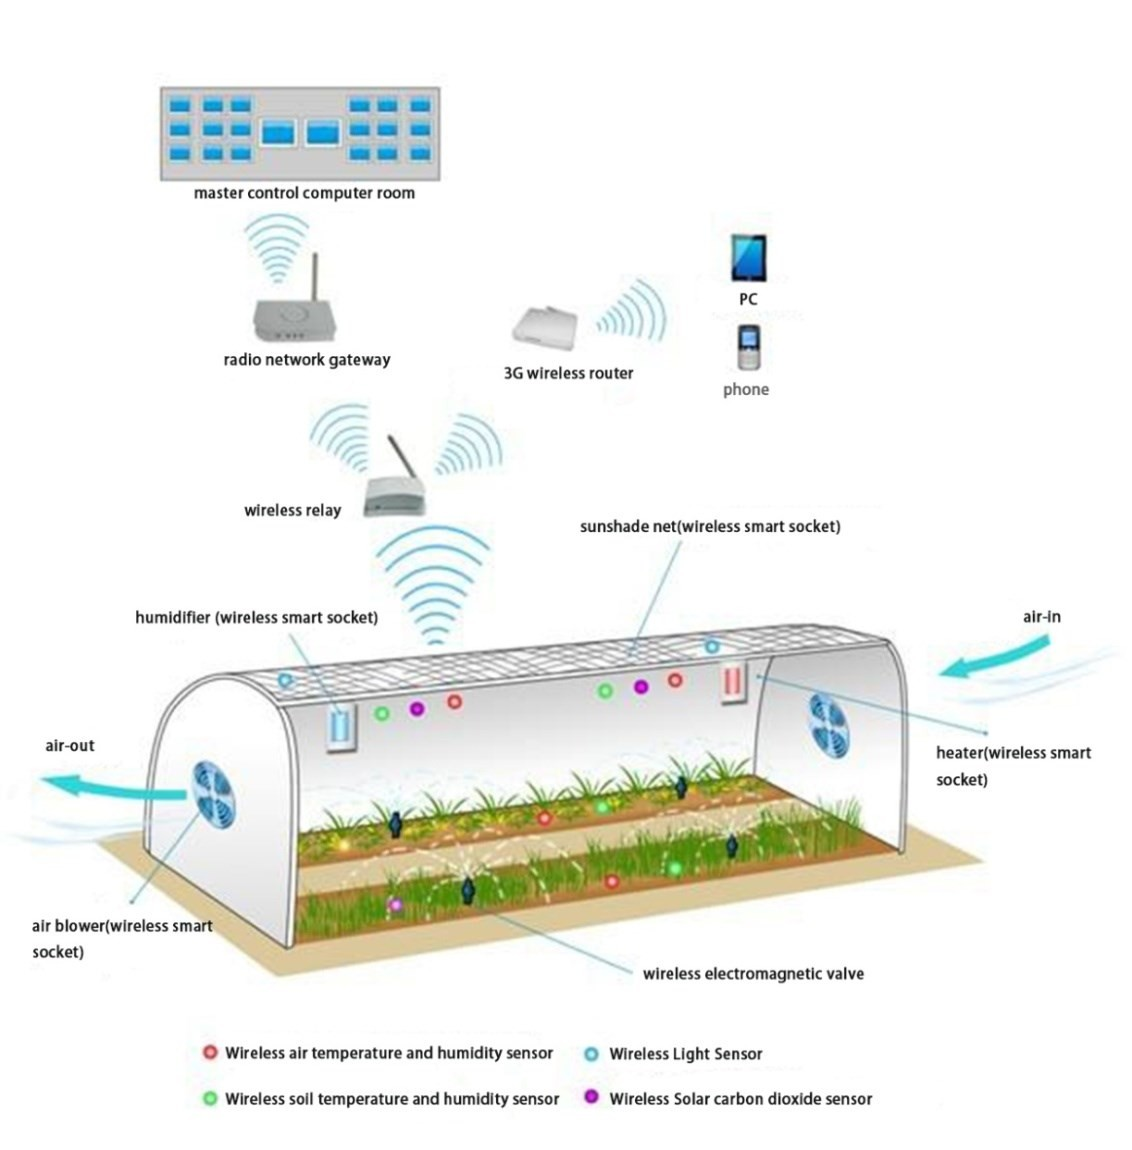 master control computer room
radio network gateway
PC
3G wireless router
phone
wireless relay
sunshade net(wireless smart socket)
humidifier (wireless smart socket)
air-in
air-out
heater(wireless smart
socket)
air blower(wireless smart
socket)
wireless electromagnetic valve
Wireless air temperature and humidity sensor
Wireless Light Sensor
Wireless soil temperature and humidity sensor
Wireless Solar carbon dioxide sensor